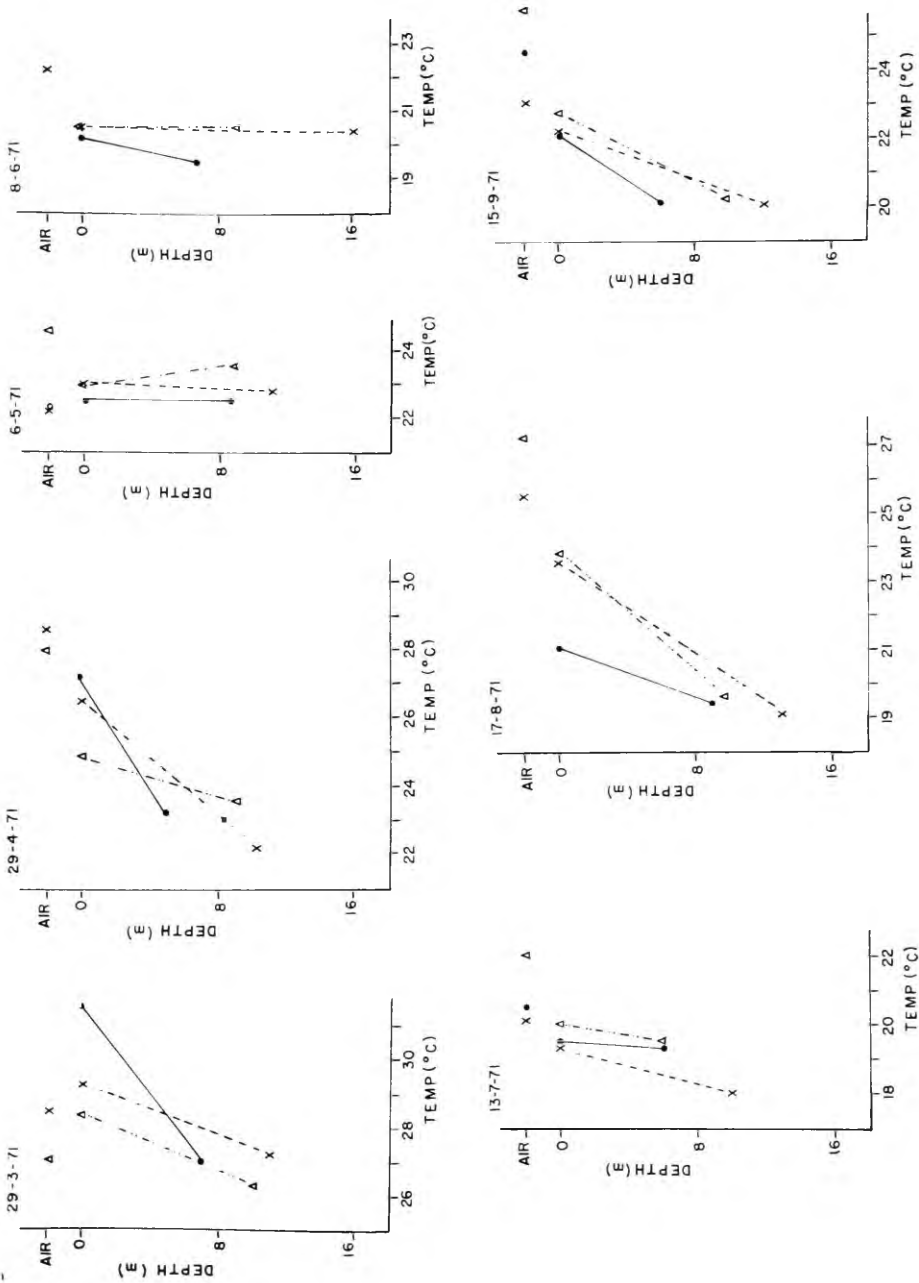 29-3-71
AIR
0
8
16
DEPTH (m)
26
28
30
TEMP (°C)
29-4-71
AIR
0
8
16
DEPTH (m)
22
24
26
28
30
TEMP (°C)
6-5-71
AIR
0
8
16
DEPTH (m)
22
24
TEMP (°C)
8-6-71
AIR
0
8
16
DEPTH (m)
19
21
23
TEMP (°C)
13-7-71
AIR
0
8
16
DEPTH (m)
18
20
22
TEMP (°C)
17-8-71
AIR
0
8
16
DEPTH (m)
19
21
23
25
27
TEMP (°C)
15-9-71
AIR
0
8
16
DEPTH (m)
20
22
24
TEMP (°C)